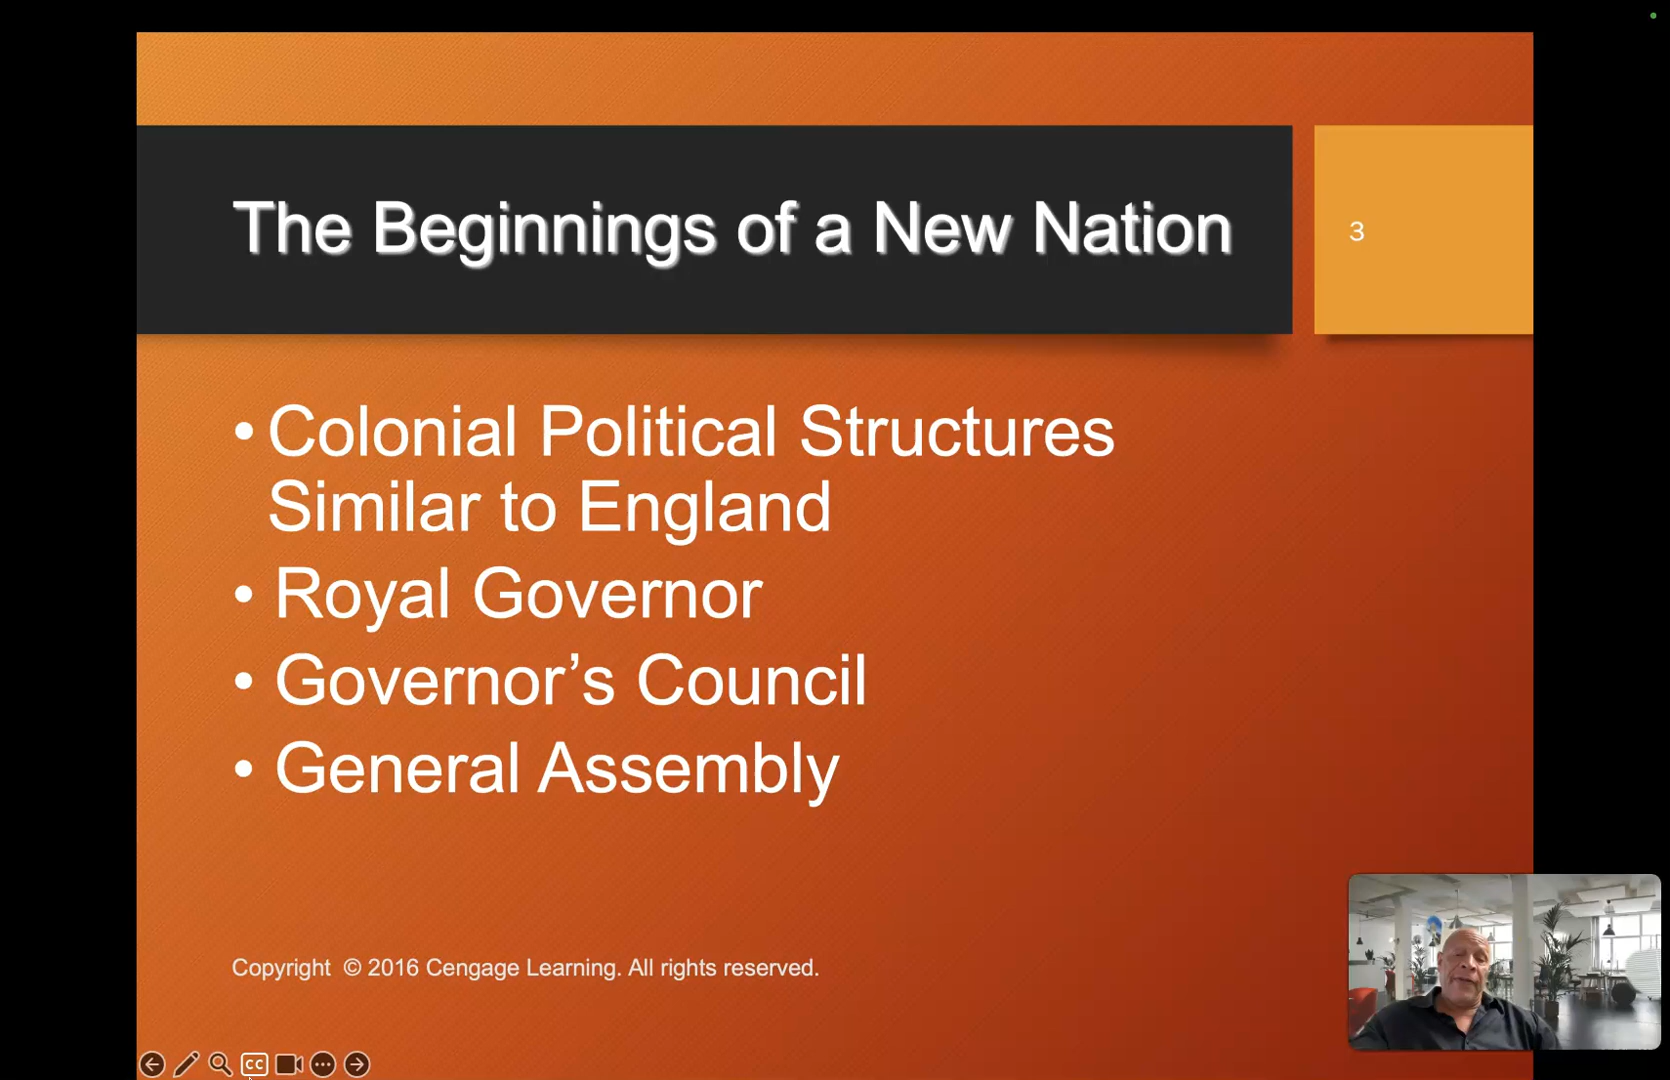 The Beginnings of a New Nation
3
• Colonial Political Structures
Similar to England
• Royal Governor
• Governor’s Council
• General Assembly
Copyright © 2016 Cengage Learning. All rights reserved.
CC